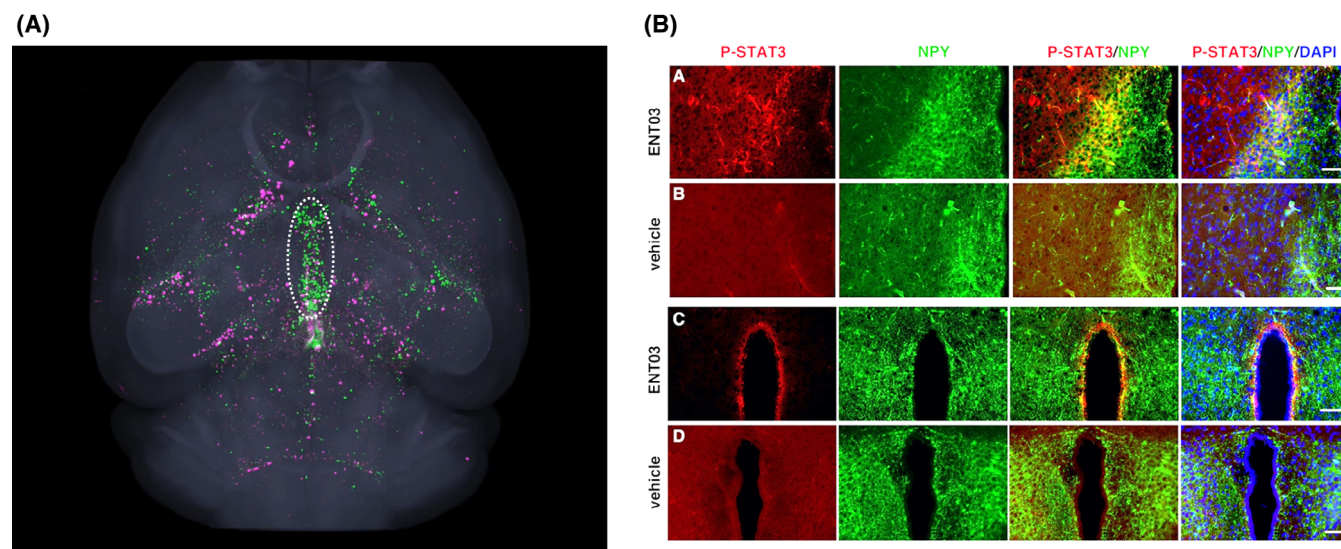 (A)
(B)
P-STAT3 NPY P-STAT3/NPY P-STAT3/NPY/DAPI
A
ENT03
B
vehicle
C
ENT03
D
vehicle